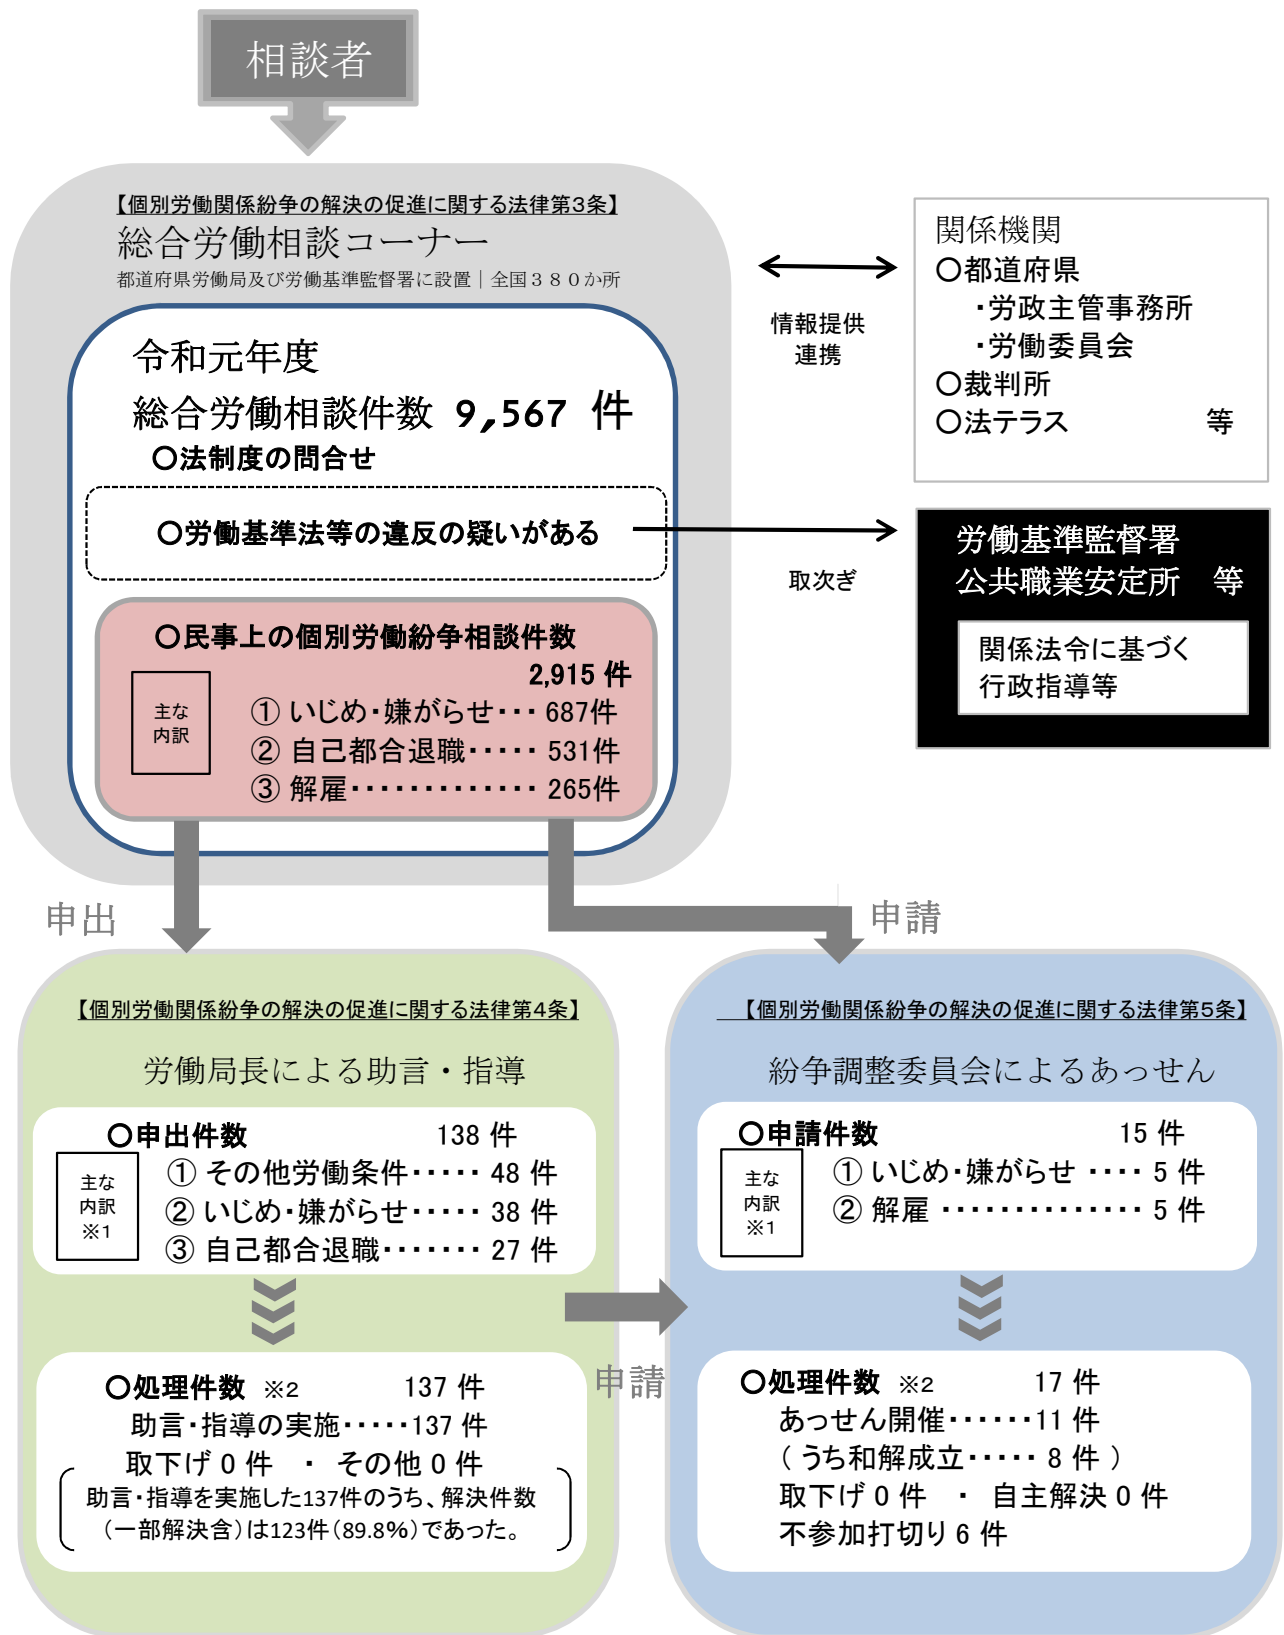 相談者
【個別労働関係紛争の解決の促進に関する法律第3条】
総合労働相談コーナー
都道府県労働局及び労働基準監督署に設置｜全国３８０か所
令和元年度
総合労働相談件数 9,567 件
○法制度の問合せ
○労働基準法等の違反の疑いがある
○民事上の個別労働紛争相談件数
2,915 件
主な
内訳
① いじめ・嫌がらせ・・・ 687件
② 自己都合退職・・・・・ 531件
③ 解雇・・・・・・・・・・・・・ 265件
情報提供
連携
関係機関
○都道府県
・労政主管事務所
・労働委員会
○裁判所
○法テラス 等
取次ぎ
労働基準監督署
公共職業安定所 等
関係法令に基づく
行政指導等
申出
申請
【個別労働関係紛争の解決の促進に関する法律第4条】
労働局長による助言・指導
○申出件数 138 件
主な
内訳
※1
① その他労働条件・・・・・ 48 件
② いじめ・嫌がらせ・・・・・ 38 件
③ 自己都合退職・・・・・・・ 27 件
○処理件数 ※2 137 件
助言・指導の実施・・・・・137 件
取下げ 0 件 ・ その他 0 件
助言・指導を実施した137件のうち、解決件数
（一部解決含）は123件（89.8％）であった。
申請
【個別労働関係紛争の解決の促進に関する法律第5条】
紛争調整委員会によるあっせん
○申請件数 15 件
主な
内訳
※1
① いじめ・嫌がらせ ・・・・ 5 件
② 解雇 ・・・・・・・・・・・・・・ 5 件
○処理件数 ※2 17 件
あっせん開催・・・・・・11 件
( うち和解成立・・・・・ 8 件 )
取下げ 0 件 ・ 自主解決 0 件
不参加打切り 6 件